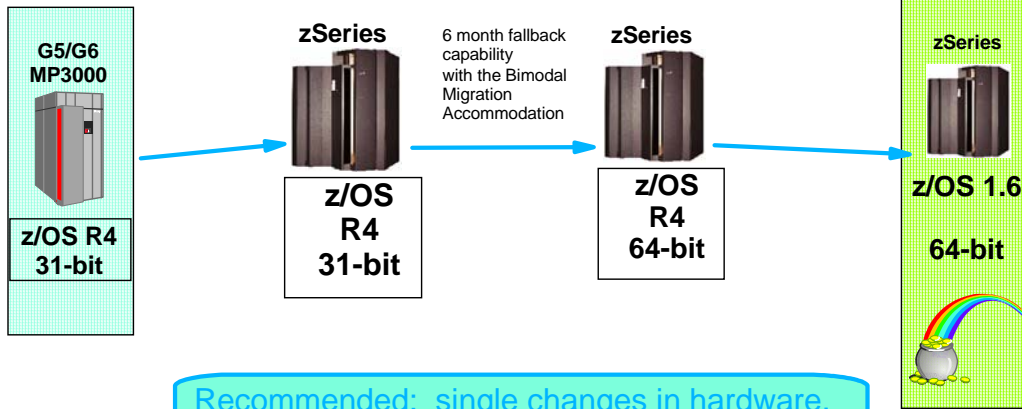 G5/G6
MP3000
z/OS R4
31-bit
zSeries
z/OS
R4
31-bit
6 month fallback
capability
with the Bimodal
Migration
Accommodation
zSeries
z/OS
R4
64-bit
zSeries
z/OS 1.6
64-bit
Recommended: single changes in hardware,